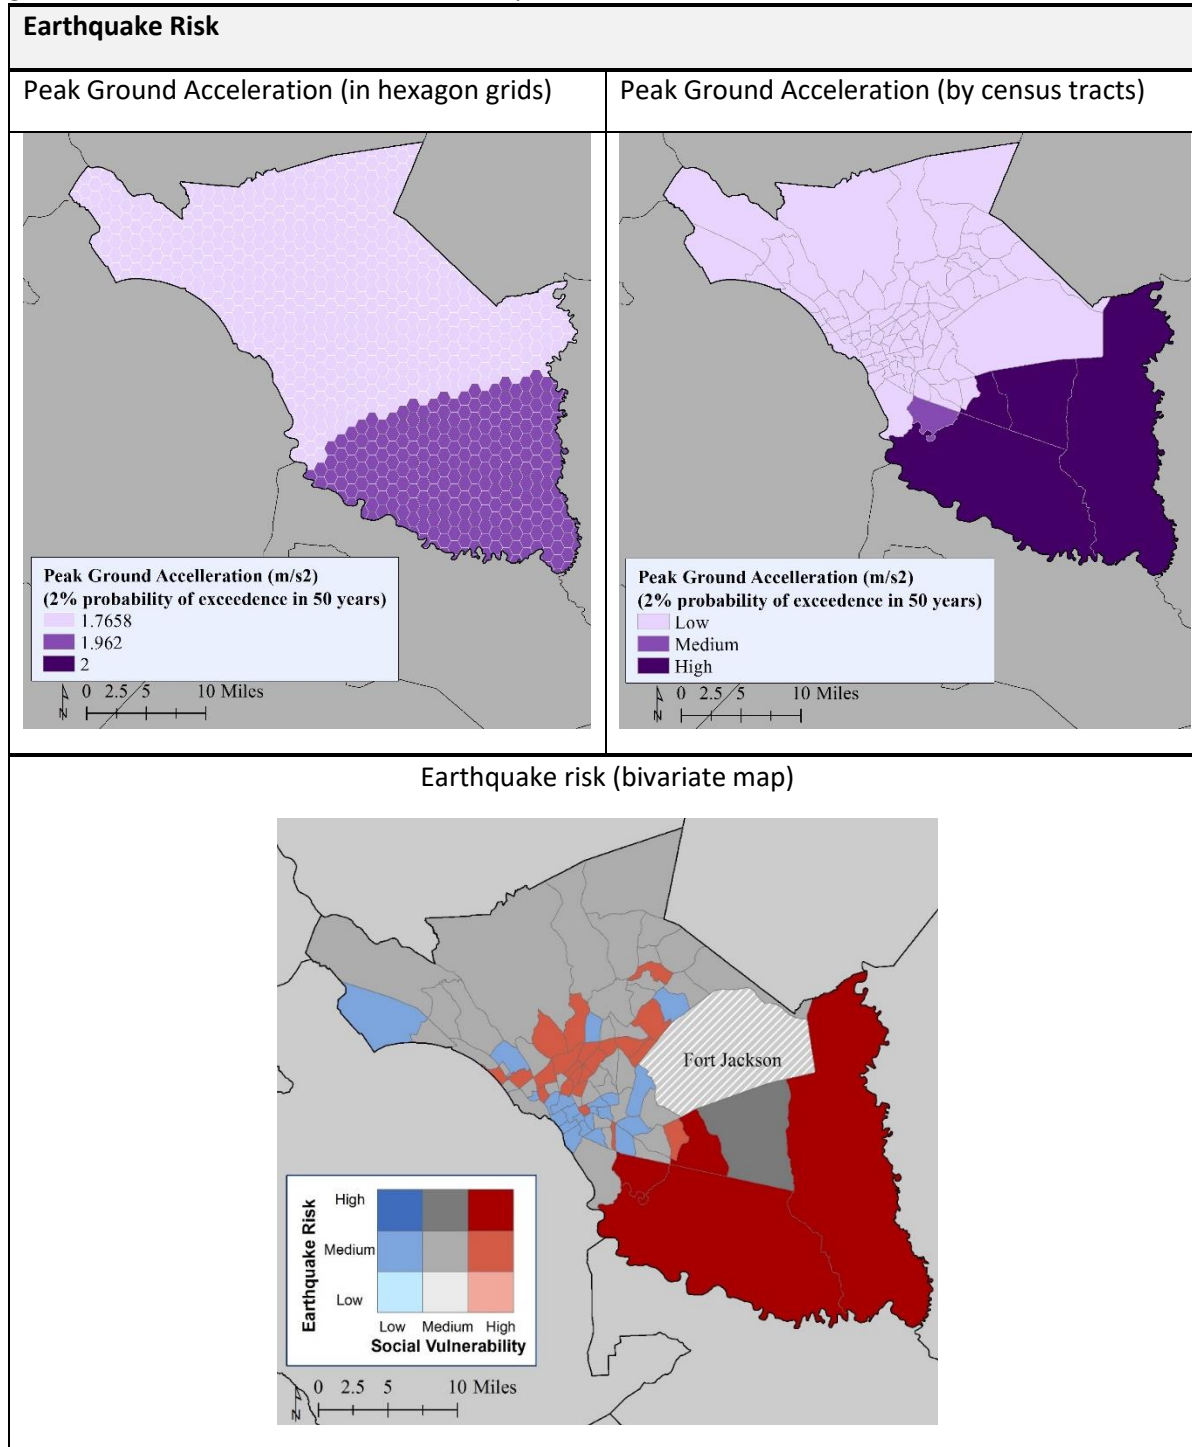 Earthquake Risk
Peak Ground Acceleration (in hexagon grids)
Peak Ground Acceleration (by census tracts)
Peak Ground Accelleration (m/s2)
(2% probability of exceedence in 50 years)
1.7658
1.962
2
0 2.5 5 10 Miles
N
Peak Ground Accelleration (m/s2)
(2% probability of exceedence in 50 years)
Low
Medium
High
0 2.5 5 10 Miles
N
Earthquake risk (bivariate map)
Fort Jackson
Earthquake Risk
High
Medium
Low
Low Medium High
Social Vulnerability
0 2.5 5 10 Miles
N